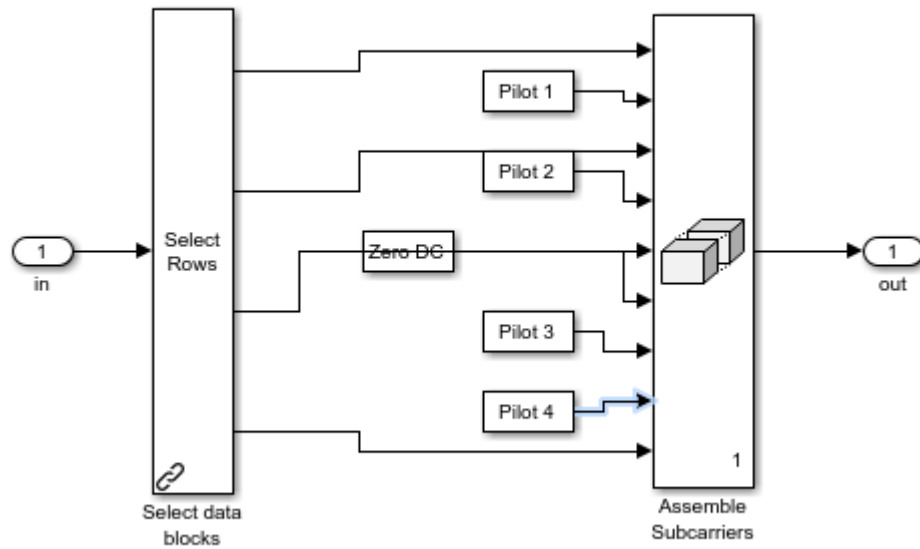 1
in
Select
Rows
Select data
blocks
Pilot 1
Pilot 2
Zero DC
Pilot 3
Pilot 4
1
Assemble
Subcarriers
1
out